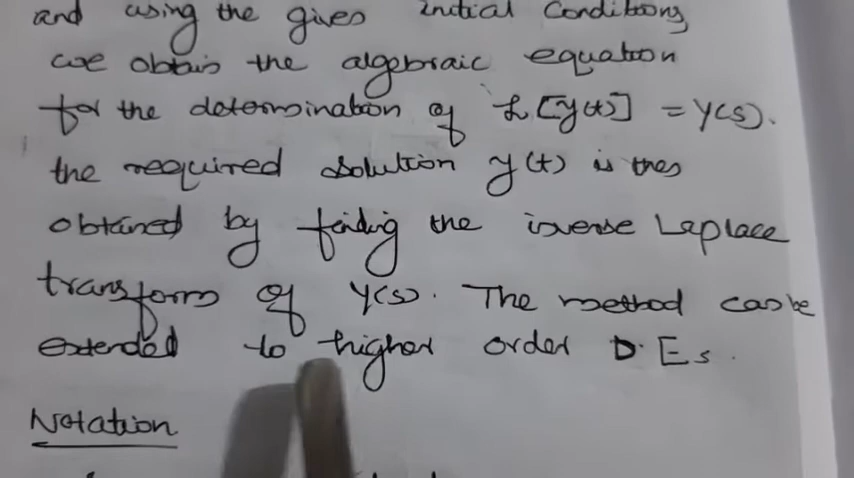 and using the given initial conditions
we obtain the algebraic equation
for the determination of L[y(t)] = Y(s).
the required solution y(t) is thus
obtained by finding the inverse Laplace
transform of Y(s). The method can be
extended to higher order D.Es.
Notation